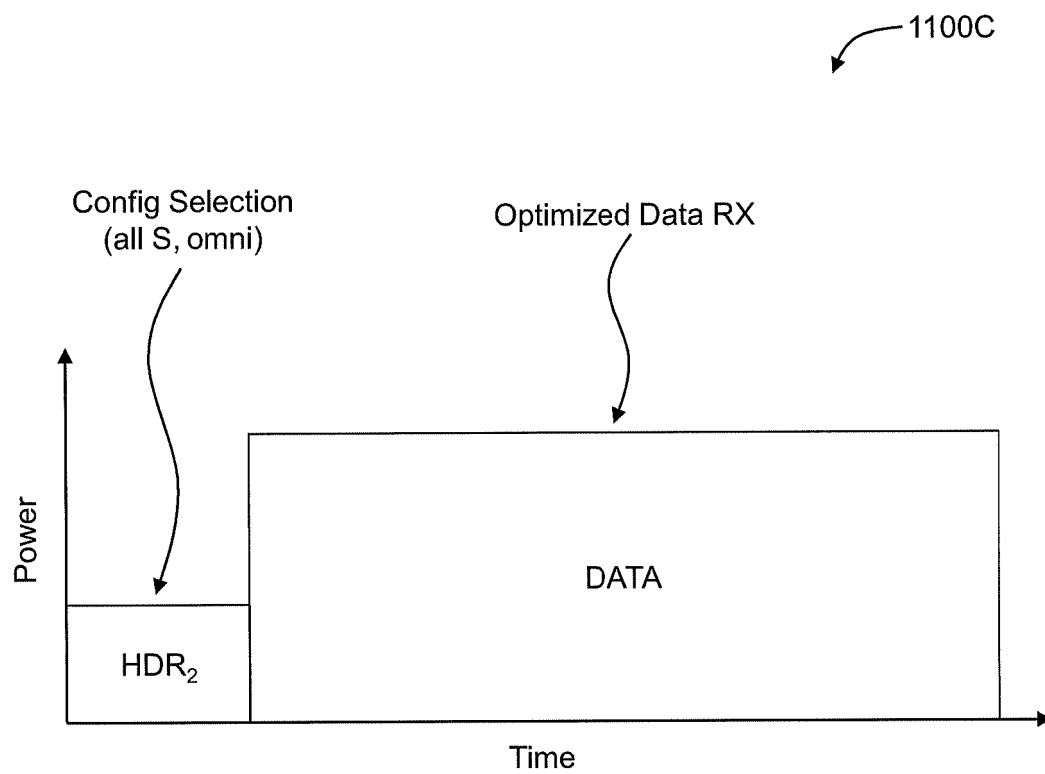 1100C
Config Selection
(all S, omni)
Optimized Data RX
Power
DATA
HDR₂
Time